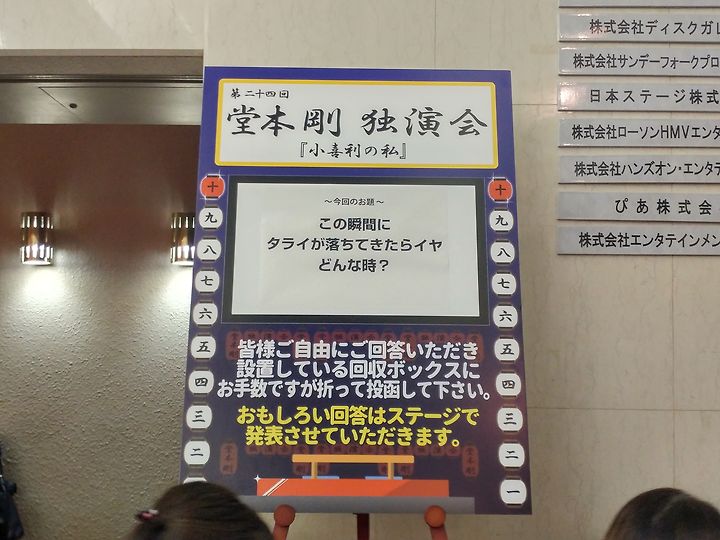 第二十四回
堂本剛 独演会
『小喜利の私』
十
九
八
七
六
五
四
三
二
十
九
八
七
六
五
四
三
二
一
～今回のお題～
この瞬間に
タライが落ちてきたらイヤ
どんな時？
皆様ご自由にご回答いただき
設置している回収ボックスに
お手数ですが折って投函して下さい。
おもしろい回答はステージで
発表させていただきます。
堂本剛
堂本剛
株式会社ディスクガレ
株式会社サンデーフォークプロ
日本ステージ株式
株式会社ローソンHMVエンタ
株式会社ハンズオン・エンタテ
ぴあ株式会
株式会社エンタテインメン